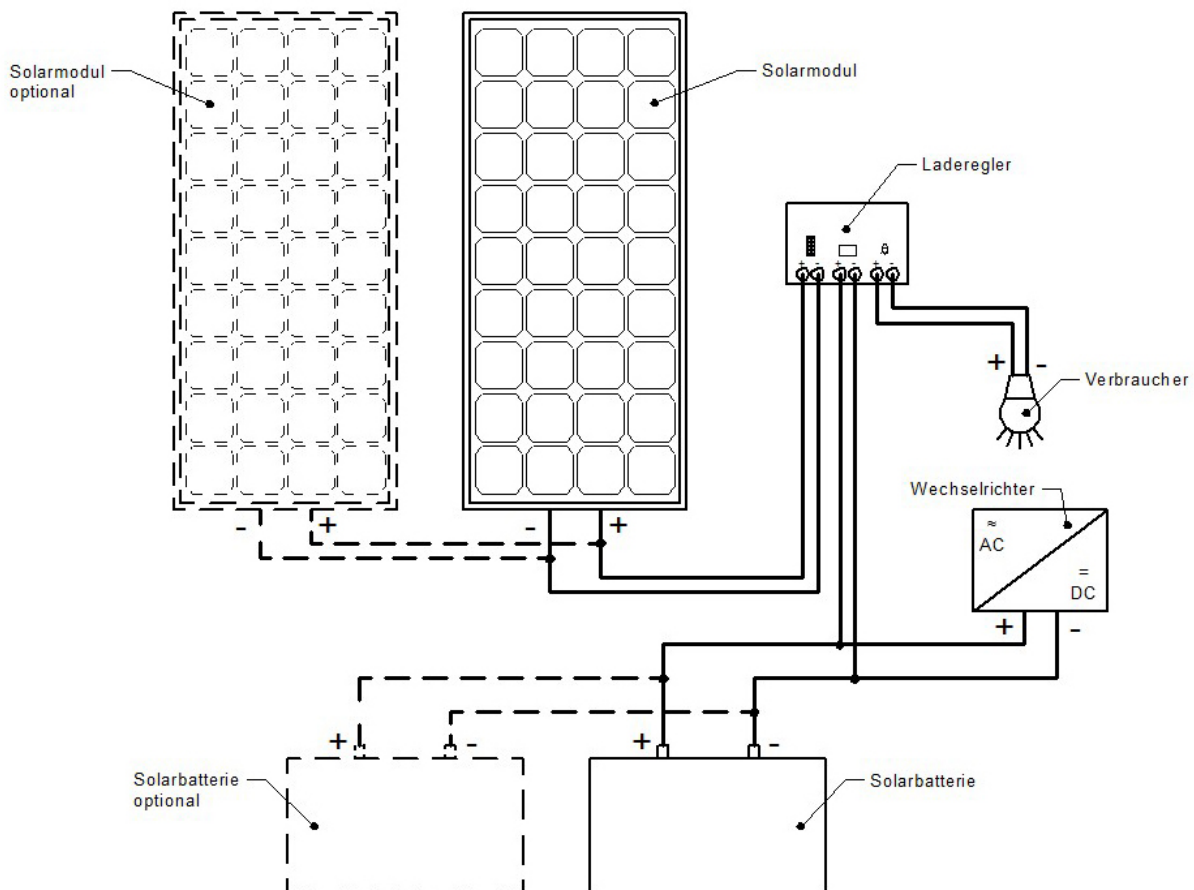 Solarmodul
optional
Solarmodul
Laderegler
+ - + - + -
+ -
Verbraucher
Wechselrichter
≈
AC
=
DC
- +
- +
+ -
+ -
+ -
Solarbatterie
optional
Solarbatterie